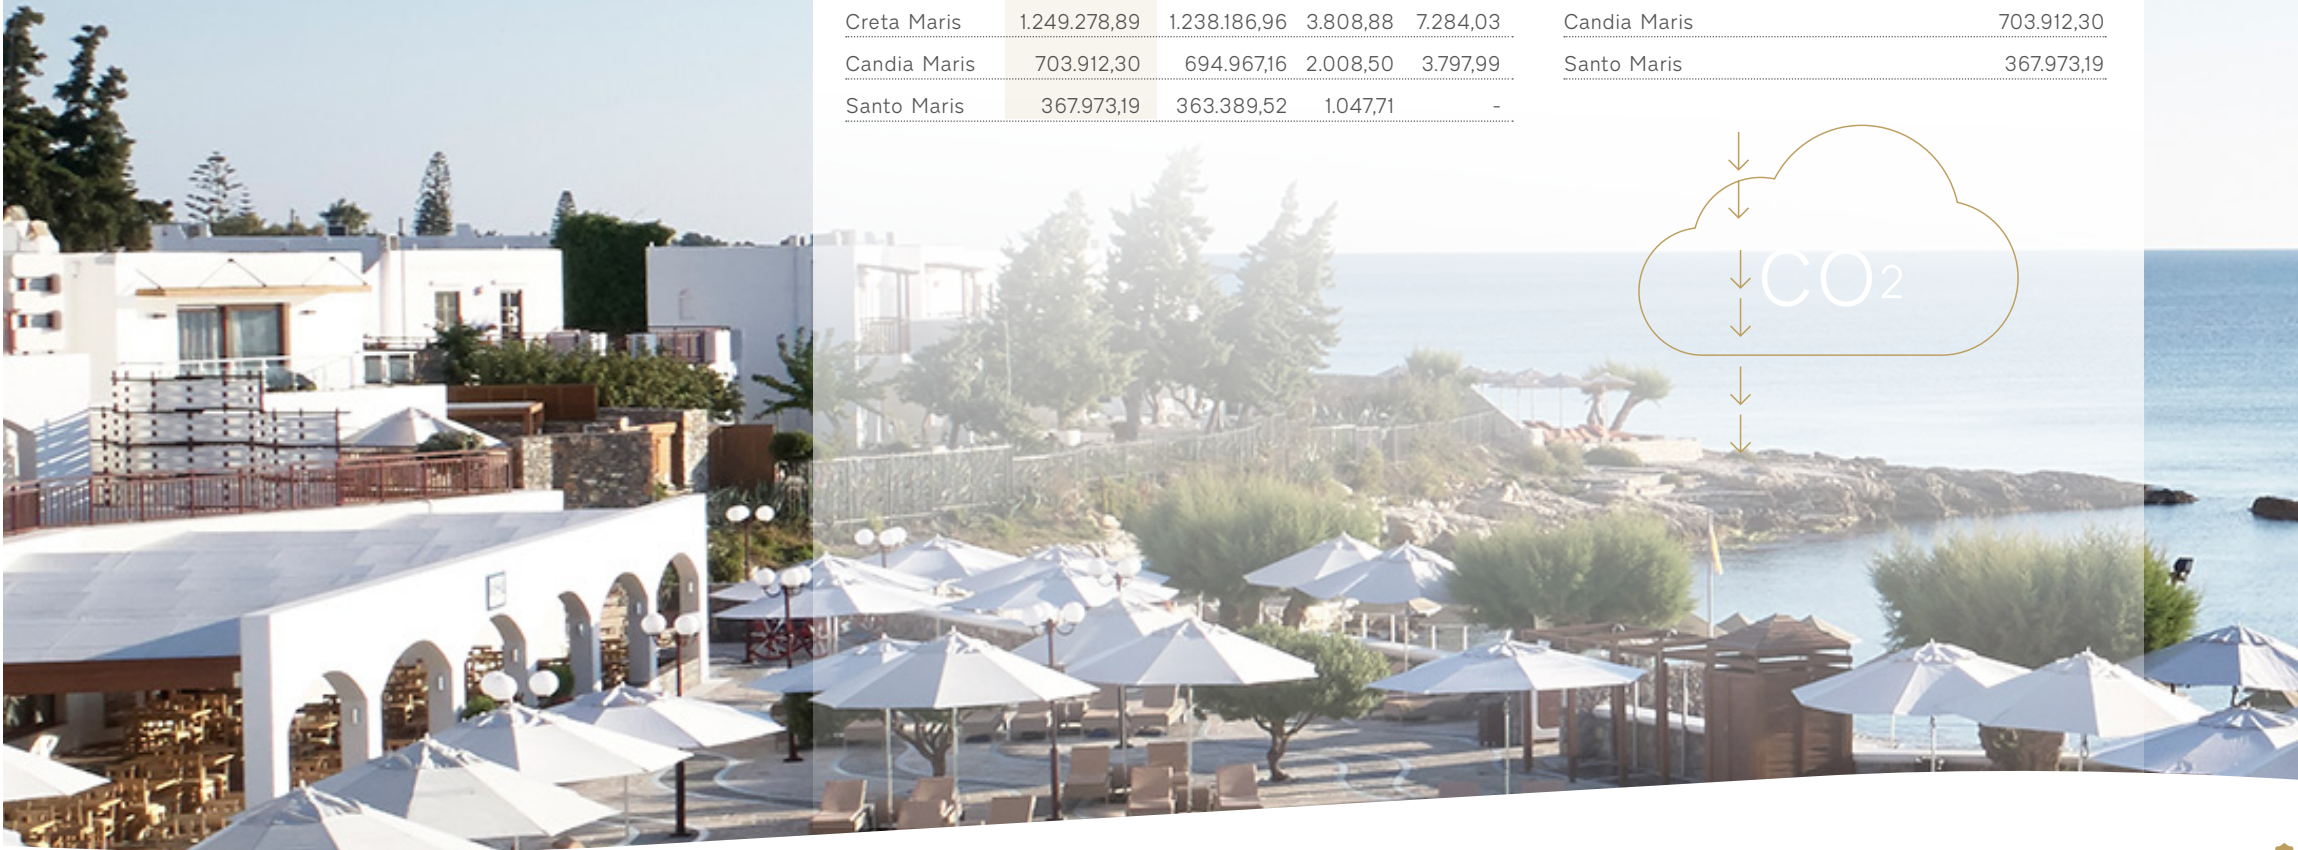 Creta Maris 1.249.278,89 1.238.186,96 3.808,88 7.284,03
Candia Maris 703.912,30 694.967,16 2.008,50 3.797,99
Santo Maris 367.973,19 363.389,52 1.047,71 -
Candia Maris 703.912,30
Santo Maris 367.973,19
CO2